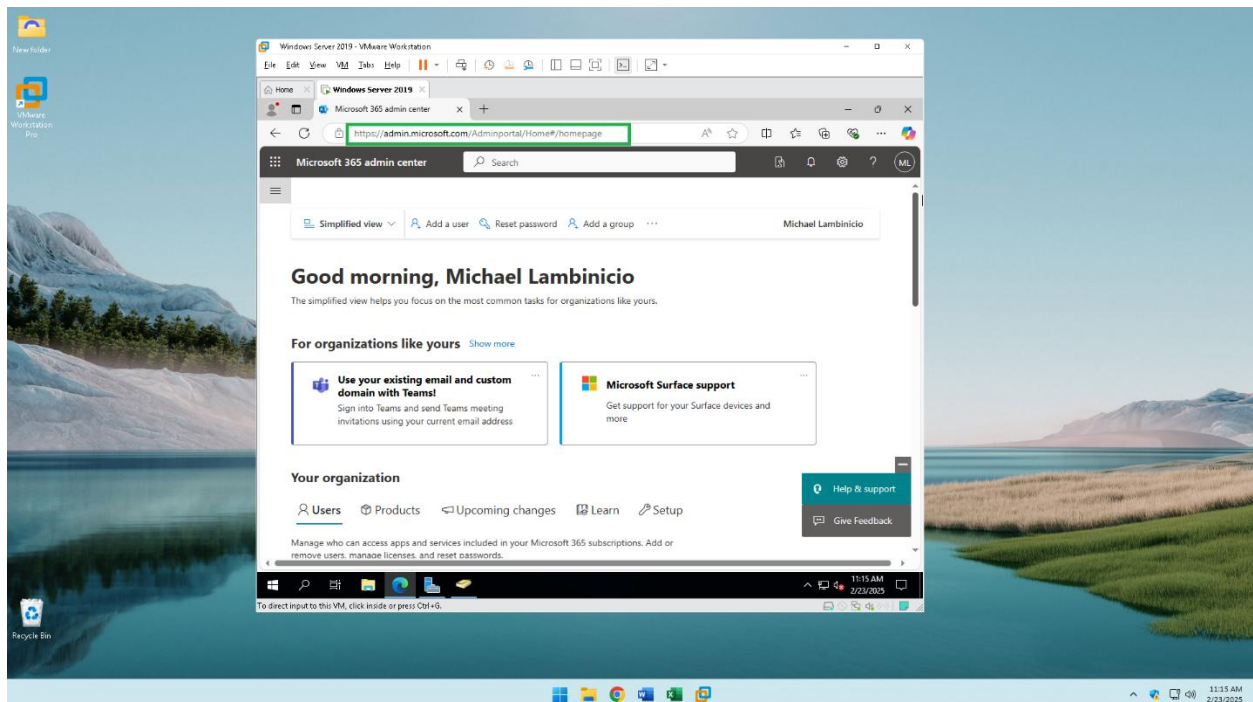 New folder
VMware
Workstation
Pro
Recycle Bin
Windows Server 2019 - VMware Workstation
File Edit View VM Tabs Help
Home
Windows Server 2019
Microsoft 365 admin center
https://admin.microsoft.com/Adminportal/Home#/homepage
Microsoft 365 admin center
Search
ML
Simplified view
Add a user
Reset password
Add a group
Michael Lambinicio
Good morning, Michael Lambinicio
The simplified view helps you focus on the most common tasks for organizations like yours.
For organizations like yours Show more
Use your existing email and custom
domain with Teams!
Sign into Teams and send Teams meeting
invitations using your current email address
Microsoft Surface support
Get support for your Surface devices and
more
Your organization
Users Products Upcoming changes Learn Setup
Manage who can access apps and services included in your Microsoft 365 subscriptions. Add or
remove users, manage licenses, and reset passwords.
Help & support
Give Feedback
11:15 AM
2/23/2025
To direct input to this VM, click inside or press Ctrl+G.
11:15 AM
2/23/2025